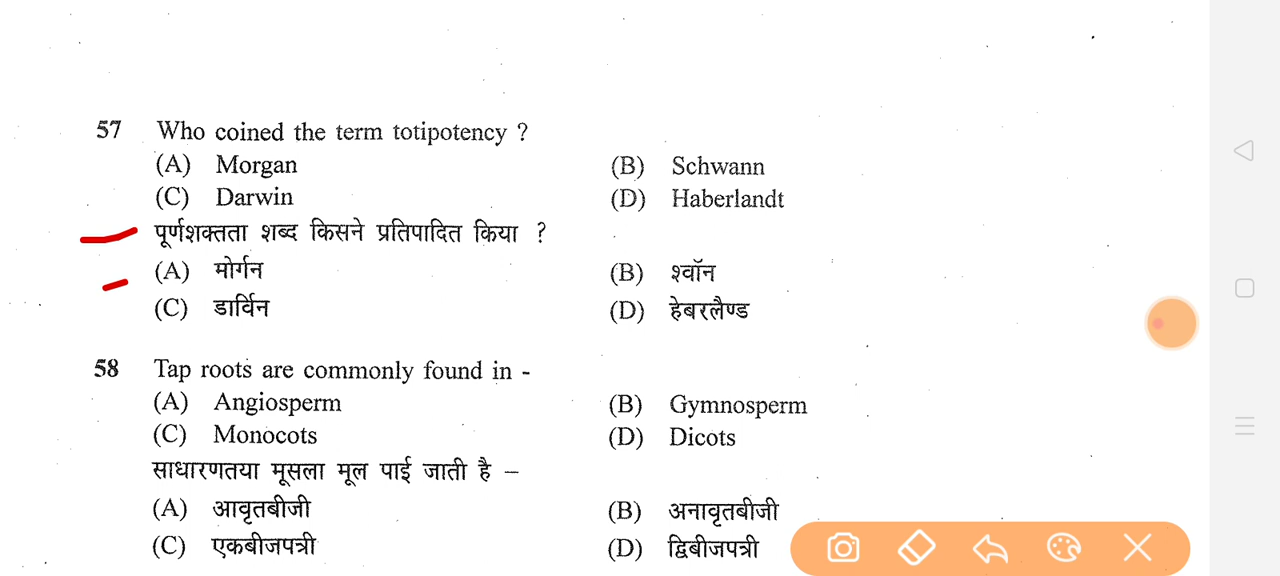 57 Who coined the term totipotency ?
(A) Morgan (B) Schwann
(C) Darwin (D) Haberlandt
पूर्णशक्तता शब्द किसने प्रतिपादित किया ?
(A) मोर्गन (B) श्वॉन
(C) डार्विन (D) हेबरलैण्ड
58 Tap roots are commonly found in -
(A) Angiosperm (B) Gymnosperm
(C) Monocots (D) Dicots
साधारणतया मूसला मूल पाई जाती है –
(A) आवृतबीजी (B) अनावृतबीजी
(C) एकबीजपत्री (D) द्विबीजपत्री